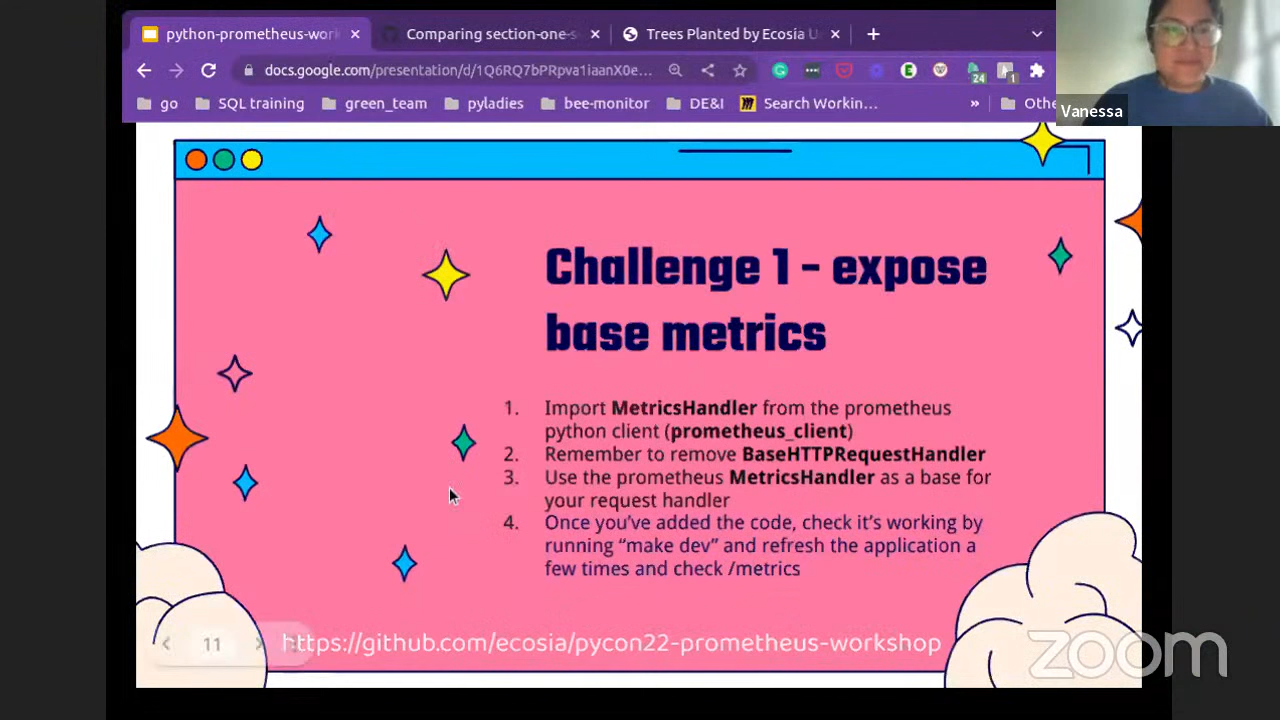 python-prometheus-wor
Comparing section-one-s
Trees Planted by Ecosia U
docs.google.com/presentation/d/1Q6RQ7bPRpva1iaanX0e...
24
1
go
SQL training
green_team
pyladies
bee-monitor
DE&I
Search Workin...
»
Othe
Vanessa
Challenge 1 - expose
base metrics
1. Import MetricsHandler from the prometheus
python client (prometheus_client)
2. Remember to remove BaseHTTPRequestHandler
3. Use the prometheus MetricsHandler as a base for
your request handler
4. Once you've added the code, check it's working by
running “make dev” and refresh the application a
few times and check /metrics
11
https://github.com/ecosia/pycon22-prometheus-workshop
zoom